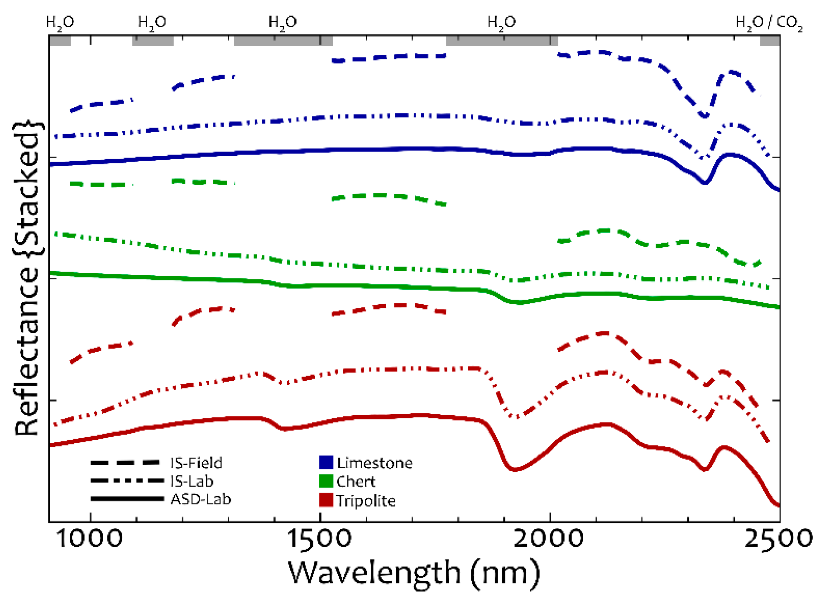 H₂O H₂O H₂O H₂O H₂O / CO₂
Reflectance {Stacked}
IS-Field
IS-Lab
ASD-Lab
Limestone
Chert
Tripolite
1000 1500 2000 2500
Wavelength (nm)